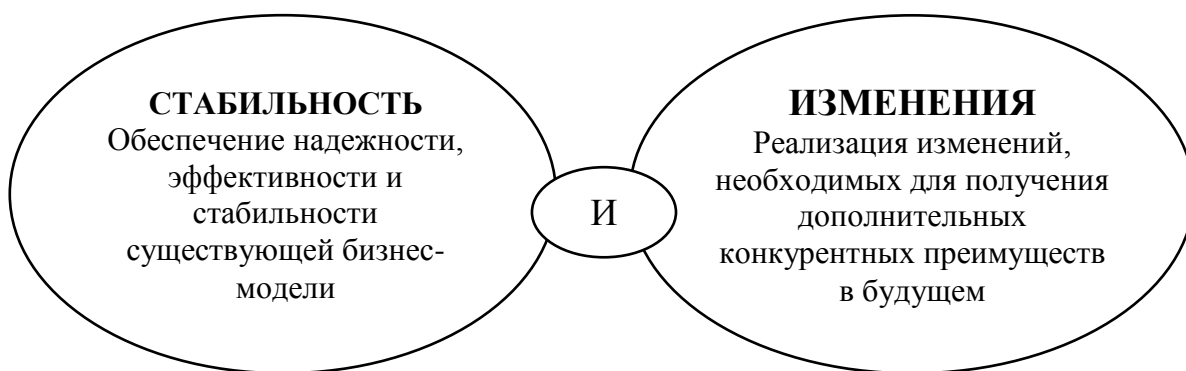 СТАБИЛЬНОСТЬ
Обеспечение надежности,
эффективности и
стабильности
существующей бизнес-
модели
И
ИЗМЕНЕНИЯ
Реализация изменений,
необходимых для получения
дополнительных
конкурентных преимуществ
в будущем